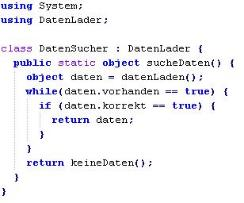 using System;
using DatenLader;
class DatenSucher : DatenLader {
public static object sucheDaten() {
object daten = datenLaden();
while(daten.vorhanden == true) {
if (daten.korrekt == true) {
return daten;
}
}
return keineDaten();
}
}